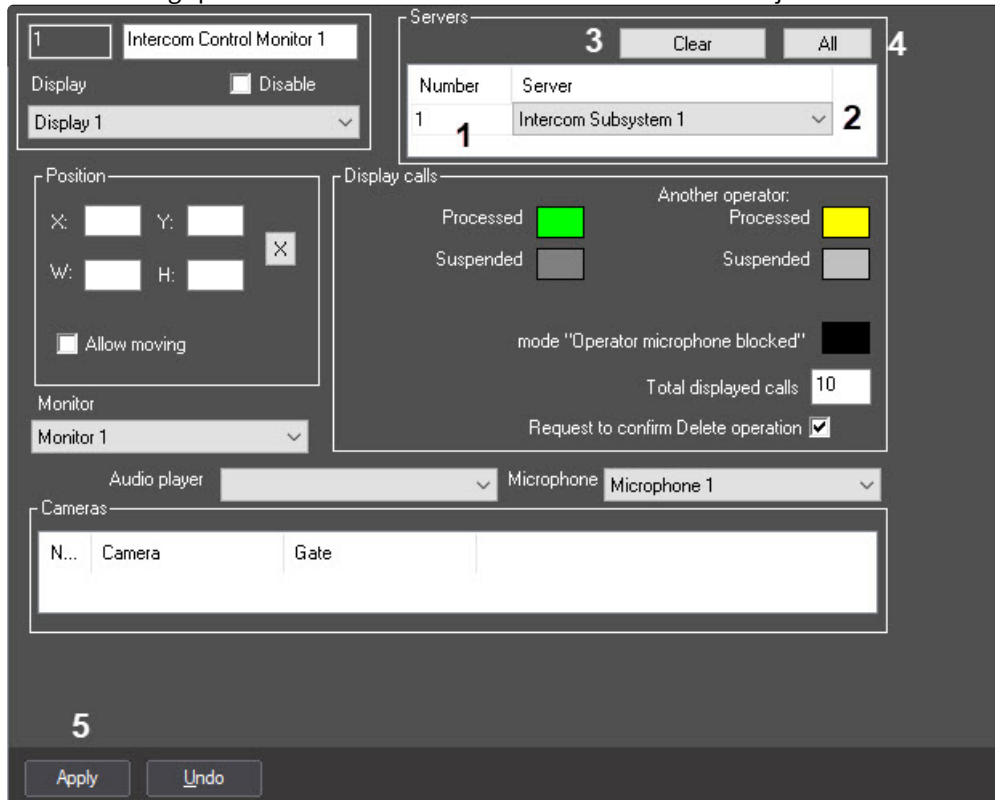 Servers
1 Intercom Control Monitor 1
3 Clear All 4
Display Disable
Display 1
Number Server
1 Intercom Subsystem 1 2
1
Position
X: Y:
X
W: H:
Allow moving
Display calls
Another operator:
Processed Processed
Suspended Suspended
mode "Operator microphone blocked"
Total displayed calls 10
Request to confirm Delete operation
Monitor
Monitor 1
Audio player Microphone Microphone 1
Cameras
N... Camera Gate
5
Apply Undo